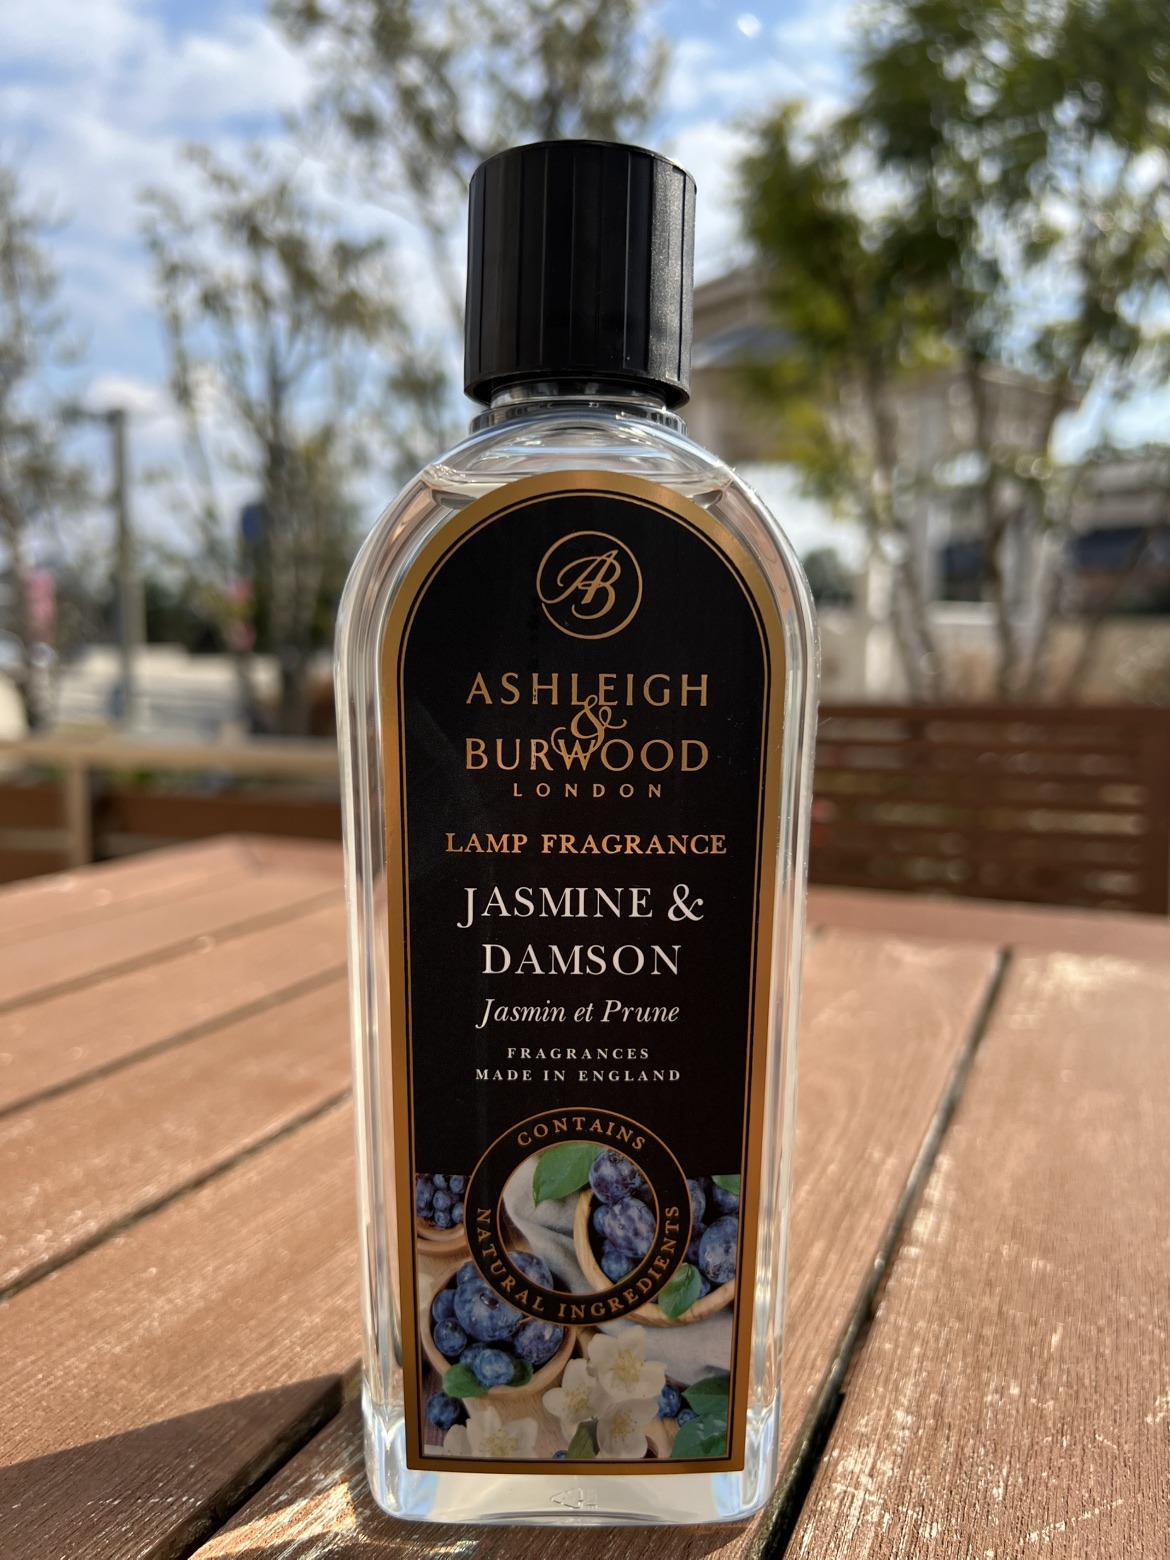 AB
ASHLEIGH
&
BURWOOD
LONDON
LAMP FRAGRANCE
JASMINE &
DAMSON
Jasmin et Prune
FRAGRANCES
MADE IN ENGLAND
CONTAINS
NATURAL INGREDIENTS